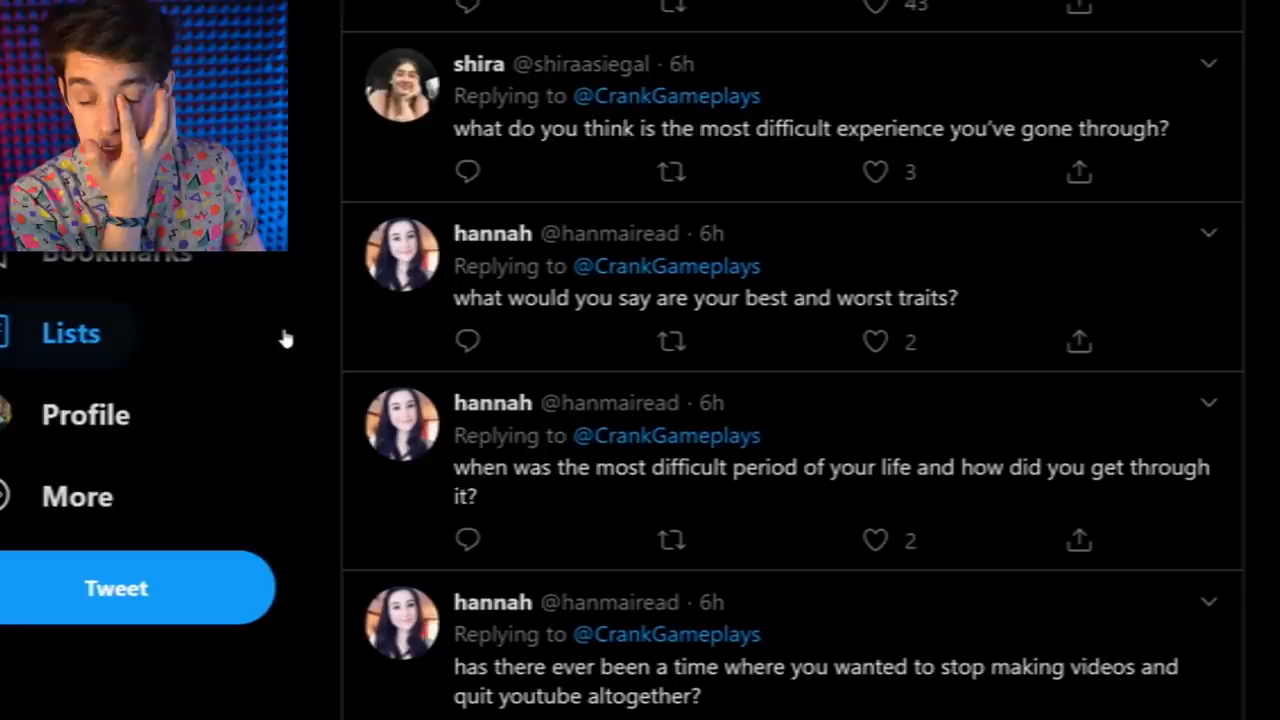 43
shira @shiraasiegal · 6h
Replying to @CrankGameplays
what do you think is the most difficult experience you've gone through?
3
hannah @hanmairead · 6h
Replying to @CrankGameplays
what would you say are your best and worst traits?
2
hannah @hanmairead · 6h
Replying to @CrankGameplays
when was the most difficult period of your life and how did you get through
it?
2
hannah @hanmairead · 6h
Replying to @CrankGameplays
has there ever been a time where you wanted to stop making videos and
quit youtube altogether?
Bookmarks
Lists
Profile
More
Tweet